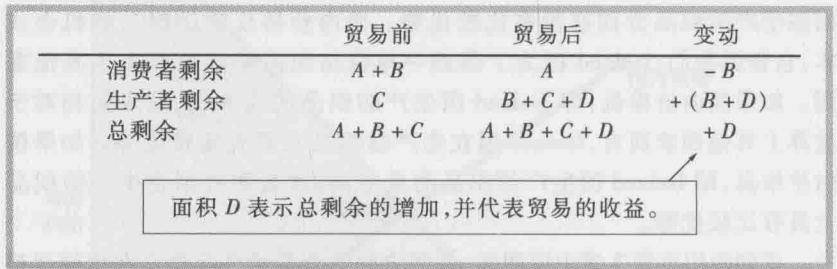 贸易前 贸易后 变动
消费者剩余 A + B A - B
生产者剩余 C B + C + D + (B + D)
总剩余 A + B + C A + B + C + D + D
面积 D 表示总剩余的增加,并代表贸易的收益。